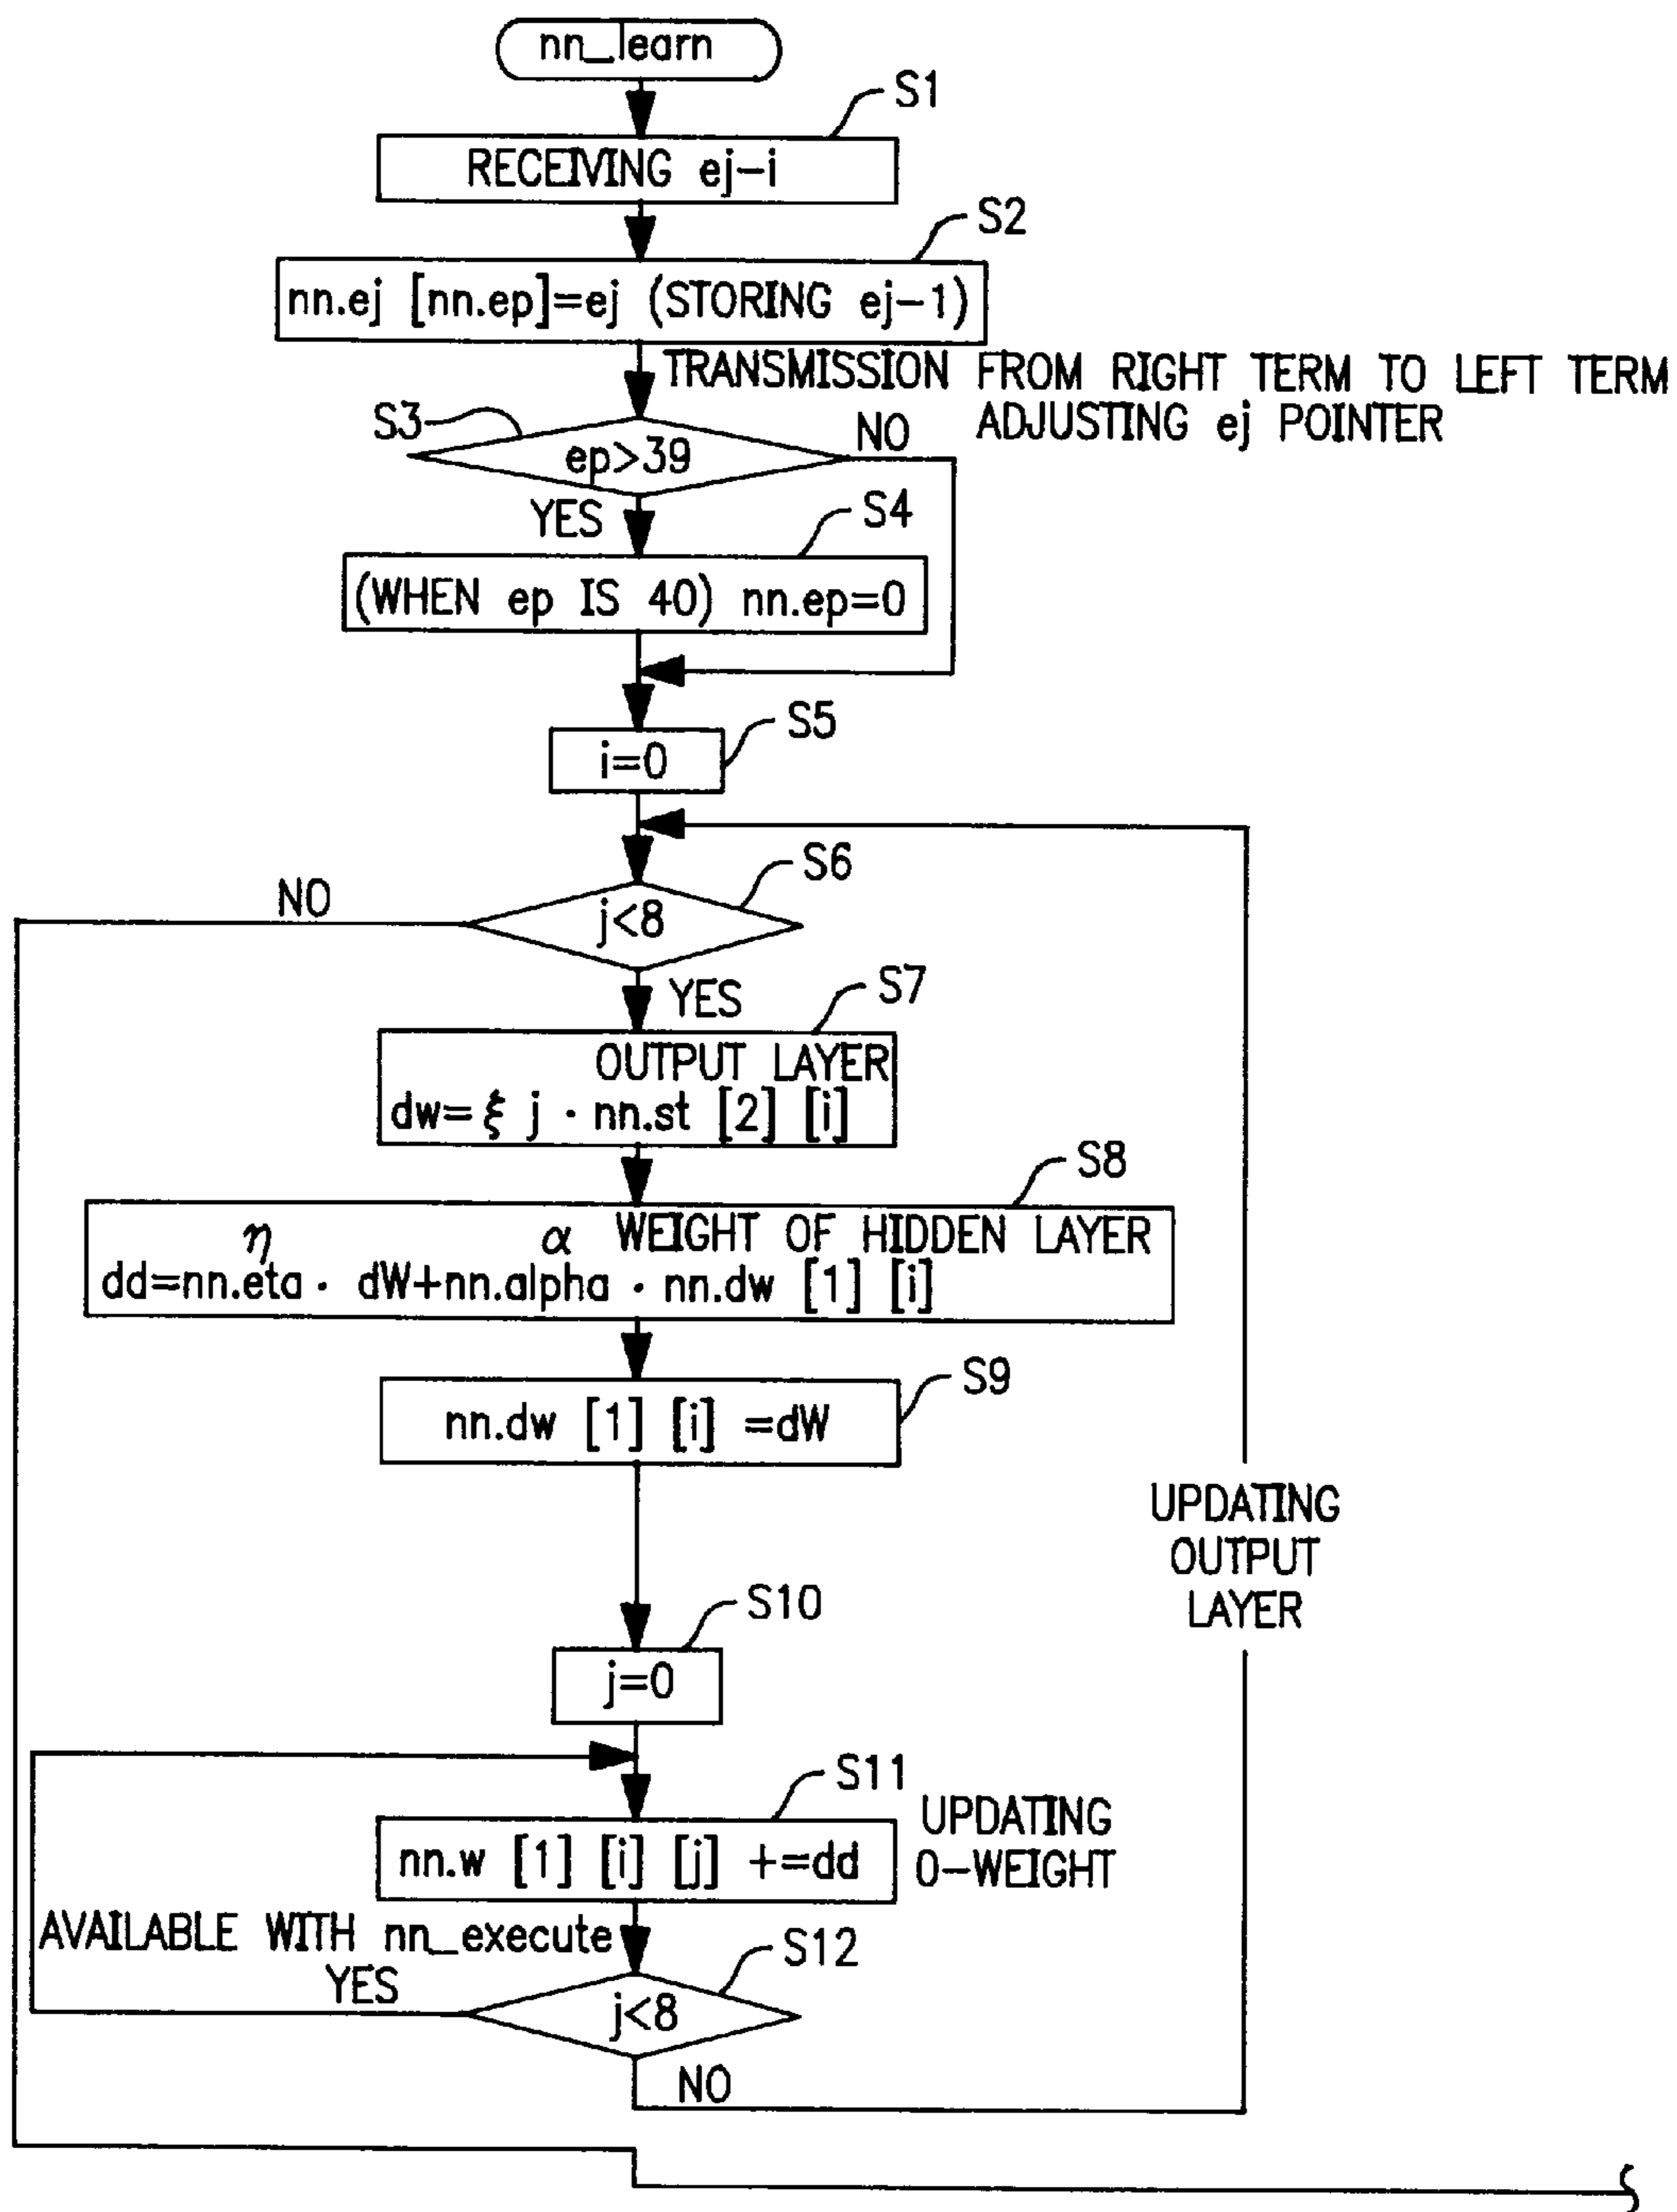 nn_learn
S1
RECEIVING ej-i
S2
nn.ej [nn.ep]=ej (STORING ej-1)
TRANSMISSION FROM RIGHT TERM TO LEFT TERM
ADJUSTING ej POINTER
S3
NO
ep>39
YES
S4
(WHEN ep IS 40) nn.ep=0
S5
i=0
S6
NO
j<8
YES
S7
OUTPUT LAYER
dw=ξ j · nn.st [2] [i]
S8
η α WEIGHT OF HIDDEN LAYER
dd=nn.eta · dW+nn.alpha · nn.dw [1] [i]
S9
nn.dw [1] [i] =dW
UPDATING
OUTPUT
LAYER
S10
j=0
S11
nn.w [1] [i] [j] +=dd
UPDATING
O-WEIGHT
AVAILABLE WITH nn_execute
S12
YES
j<8
NO